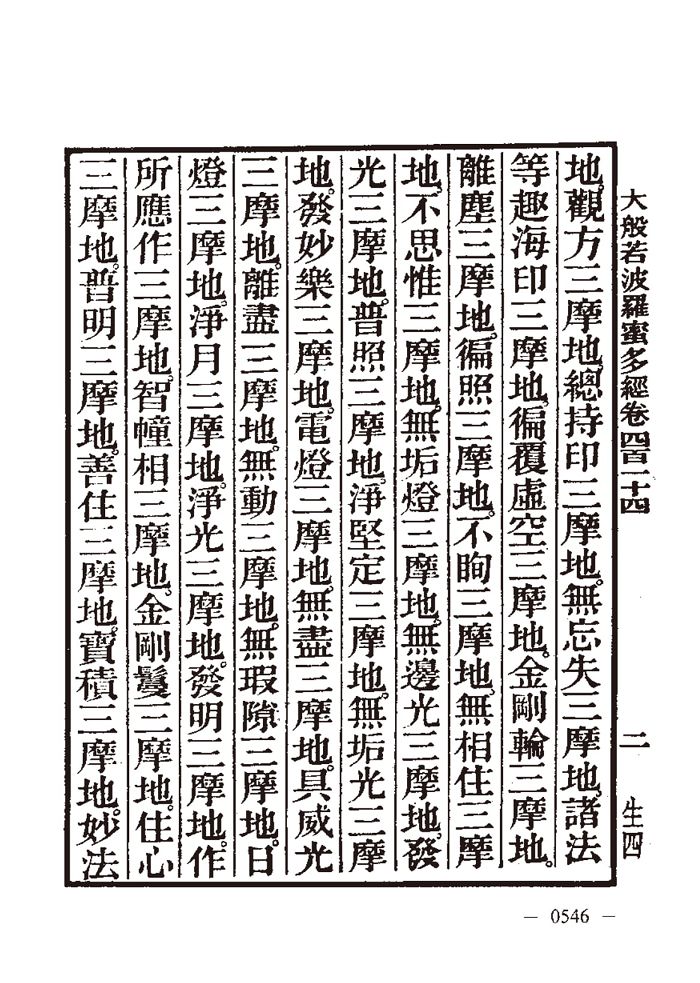 大般若波羅蜜多經卷四百二十四　二　生四
地。觀方三摩地。總持印三摩地。無忘失三摩地。諸法
等趣海印三摩地。徧覆虛空三摩地。金剛輪三摩地。
離塵三摩地。徧照三摩地。不眴三摩地。無相住三摩
地。不思惟三摩地。無垢燈三摩地。無邊光三摩地。發
光三摩地。普照三摩地。淨堅定三摩地。無垢光三摩
地。發妙樂三摩地。電燈三摩地。無盡三摩地。具威光
三摩地。離盡三摩地。無動三摩地。無瑕隙三摩地。日
燈三摩地。淨月三摩地。淨光三摩地。發明三摩地。作
所應作三摩地。智幢相三摩地。金剛鬘三摩地。住心
三摩地。普明三摩地。善住三摩地。寶積三摩地。妙法
— 0546 —